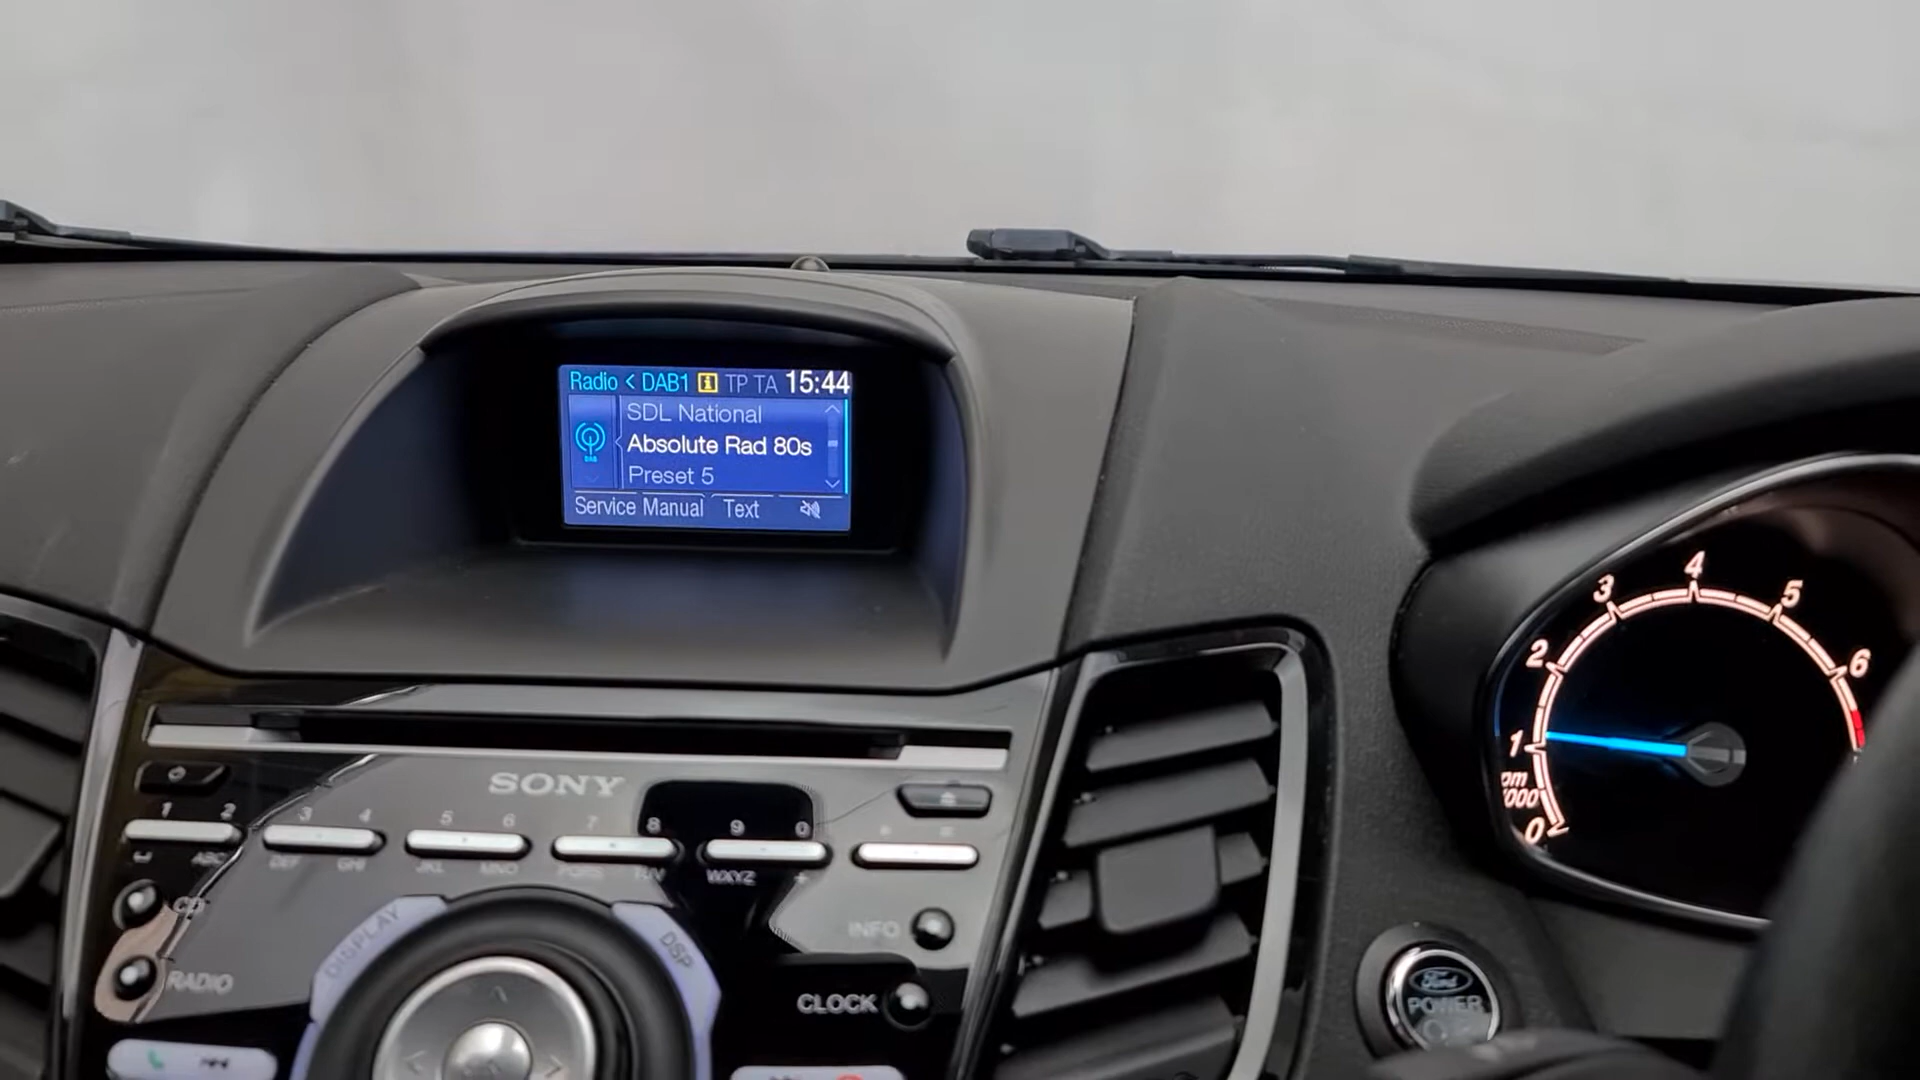 Radio < DAB1 i TP TA 15:44
SDL National
Absolute Rad 80s
DAB
Preset 5
Service Manual Text
SONY
1 2 3 4 5 6 7 8 9 0
ABC DEF GHI JKL MNO PQRS TUV WXYZ +
CD
INFO
DISPLAY
DSP
RADIO
CLOCK
0 1 2 3 4 5 6
Ford
POWER